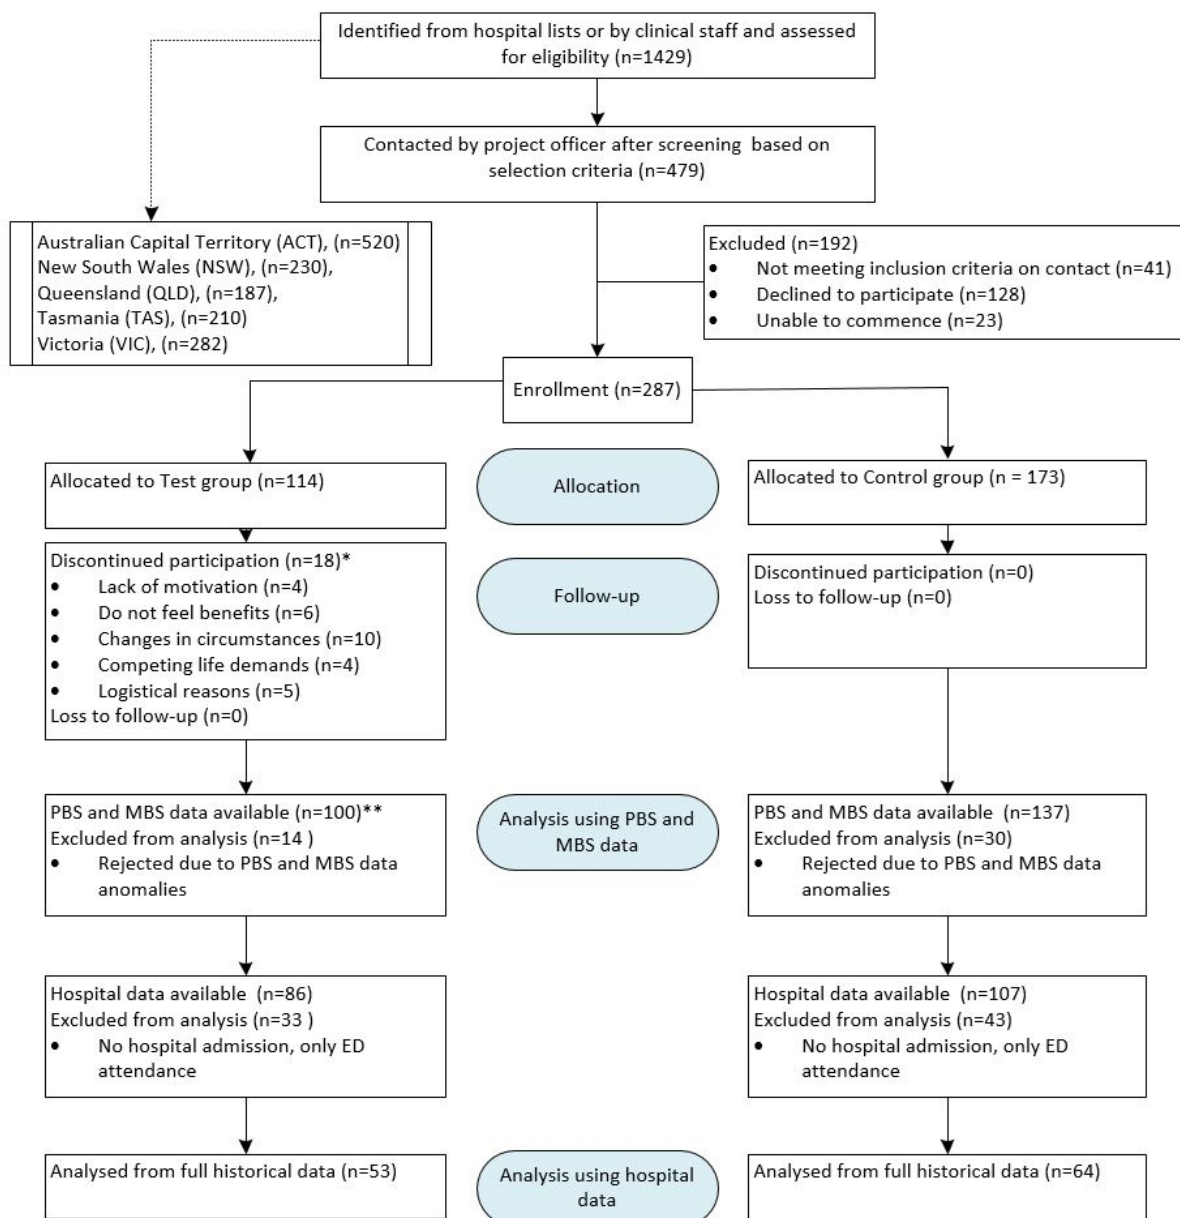 Identified from hospital lists or by clinical staff and assessed
for eligibility (n=1429)
Contacted by project officer after screening based on
selection criteria (n=479)
Australian Capital Territory (ACT), (n=520)
New South Wales (NSW), (n=230),
Queensland (QLD), (n=187),
Tasmania (TAS), (n=210)
Victoria (VIC), (n=282)
Excluded (n=192)
• Not meeting inclusion criteria on contact (n=41)
• Declined to participate (n=128)
• Unable to commence (n=23)
Enrollment (n=287)
Allocated to Test group (n=114)
Allocation
Allocated to Control group (n = 173)
Discontinued participation (n=18)*
• Lack of motivation (n=4)
• Do not feel benefits (n=6)
• Changes in circumstances (n=10)
• Competing life demands (n=4)
• Logistical reasons (n=5)
Loss to follow-up (n=0)
Follow-up
Discontinued participation (n=0)
Loss to follow-up (n=0)
PBS and MBS data available (n=100)**
Excluded from analysis (n=14 )
• Rejected due to PBS and MBS data
anomalies
Analysis using PBS and
MBS data
PBS and MBS data available (n=137)
Excluded from analysis (n=30)
• Rejected due to PBS and MBS data
anomalies
Hospital data available (n=86)
Excluded from analysis (n=33 )
• No hospital admission, only ED
attendance
Hospital data available (n=107)
Excluded from analysis (n=43)
• No hospital admission, only ED
attendance
Analysed from full historical data (n=53)
Analysis using hospital
data
Analysed from full historical data (n=64)